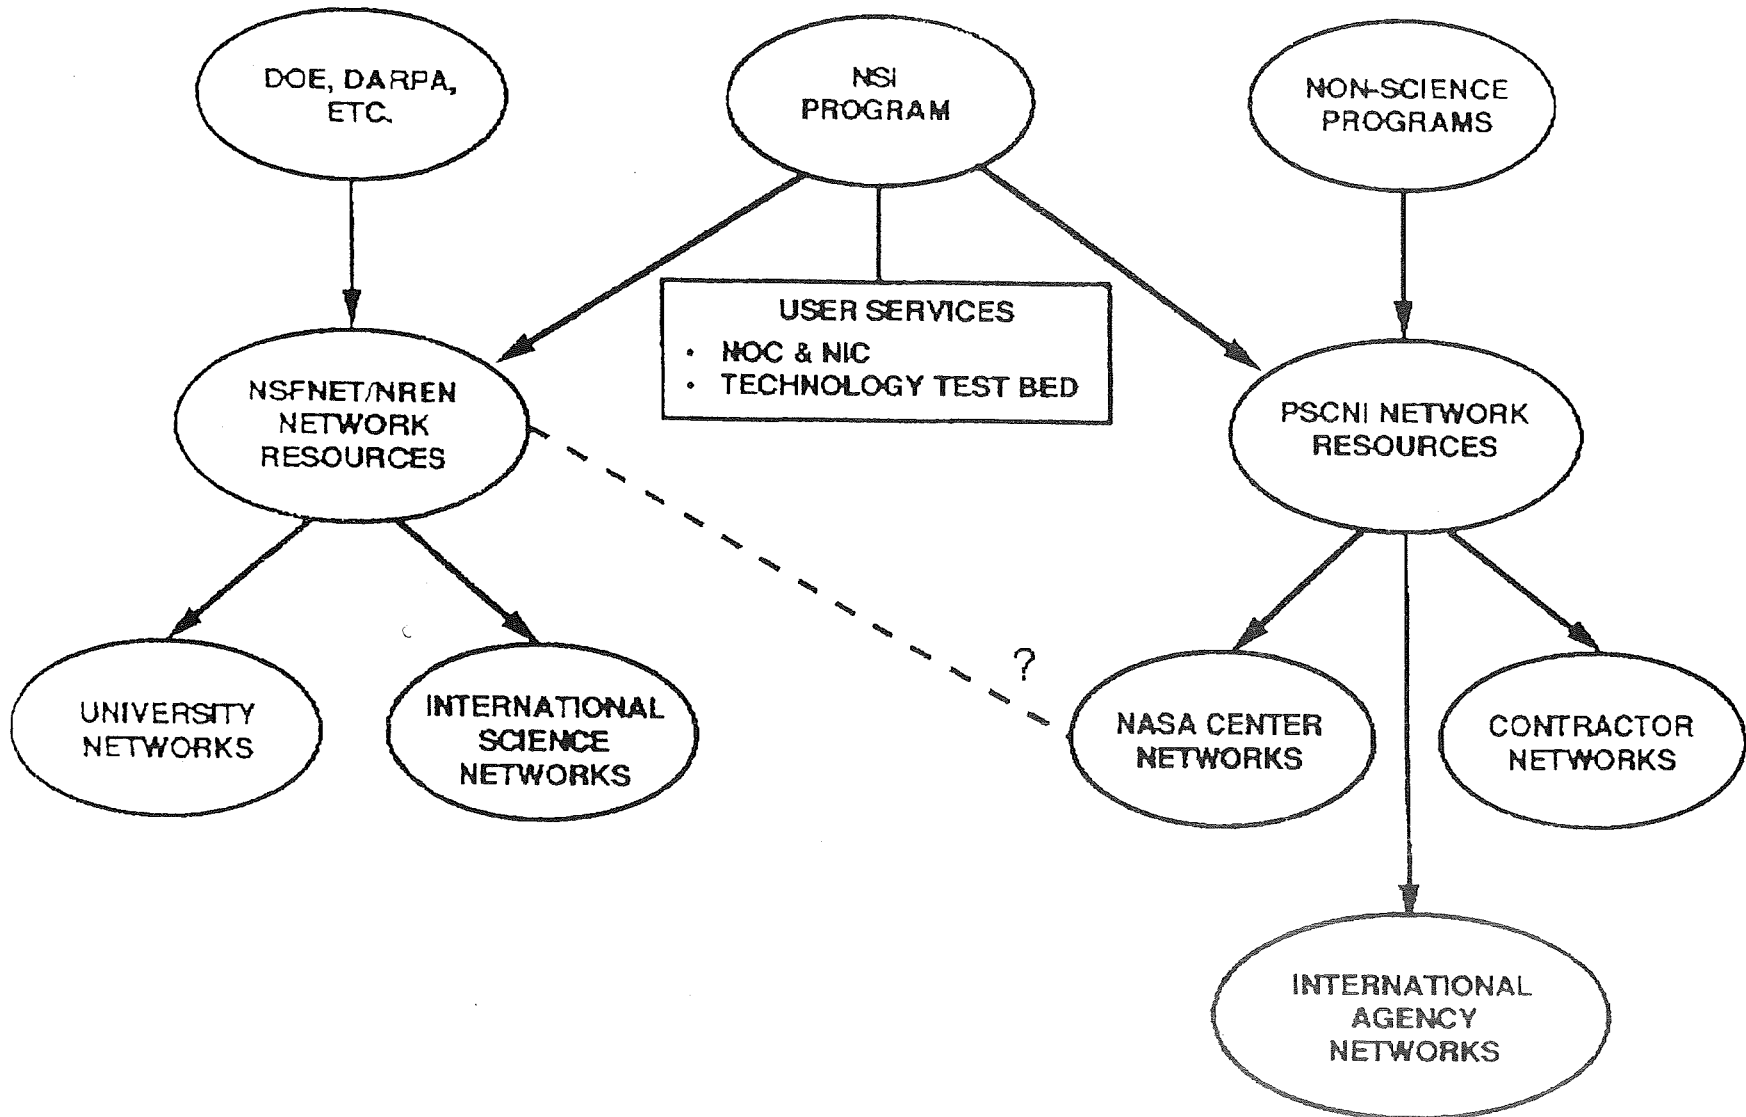 DOE, DARPA,
ETC.
NSI
PROGRAM
NON-SCIENCE
PROGRAMS
USER SERVICES
• NOC & NIC
• TECHNOLOGY TEST BED
NSFNET/NREN
NETWORK
RESOURCES
PSCNI NETWORK
RESOURCES
?
UNIVERSITY
NETWORKS
INTERNATIONAL
SCIENCE
NETWORKS
NASA CENTER
NETWORKS
CONTRACTOR
NETWORKS
INTERNATIONAL
AGENCY
NETWORKS